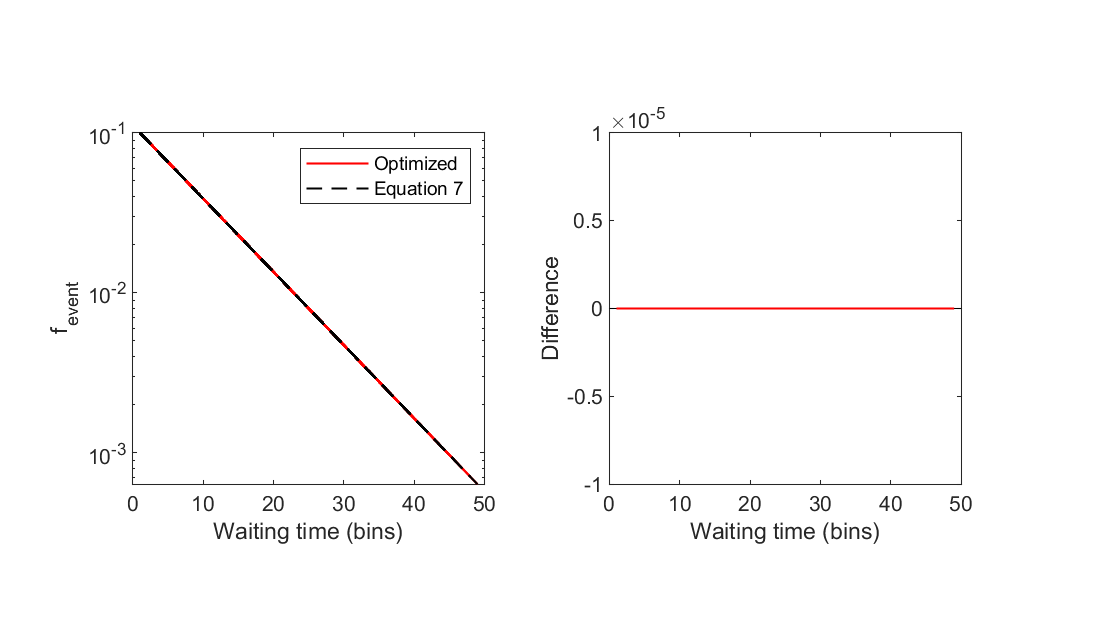 10^-1
10^-2
10^-3
f_event
0 10 20 30 40 50
Waiting time (bins)
Optimized
Equation 7
×10^-5
1
0.5
0
-0.5
-1
Difference
0 10 20 30 40 50
Waiting time (bins)